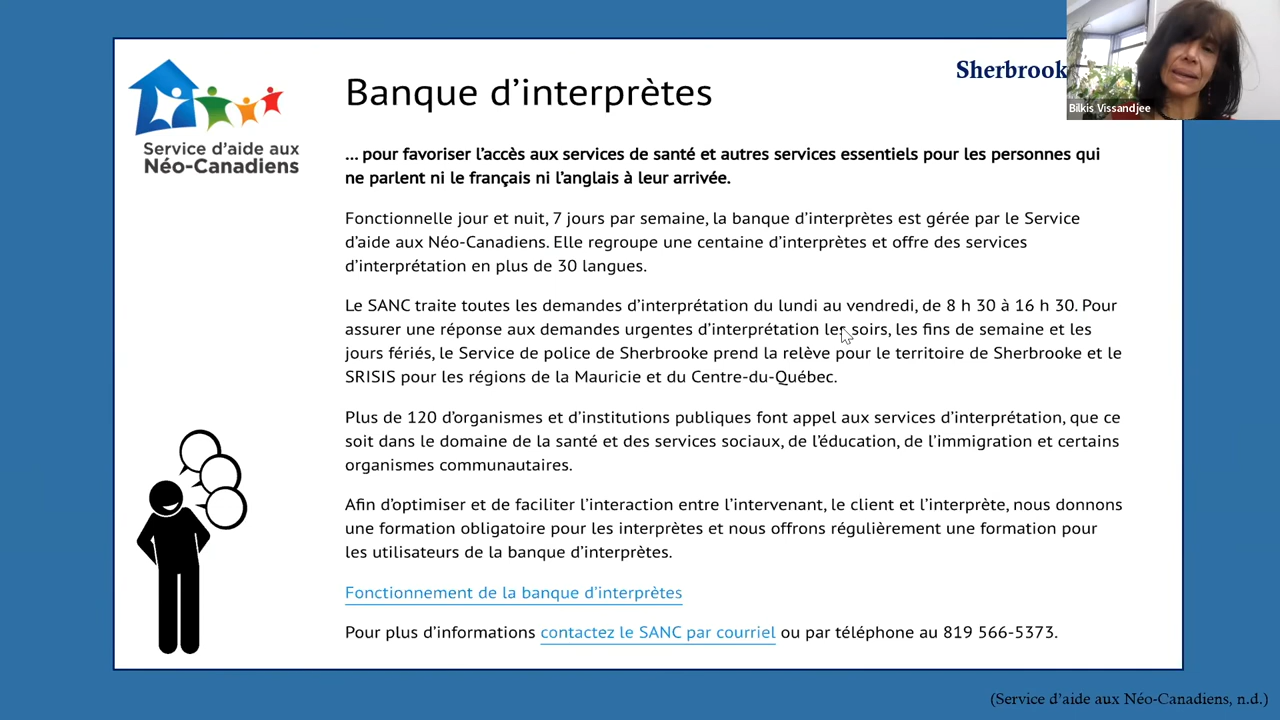 Sherbrook
Bilkis Vissandjee
Service d'aide aux
Néo-Canadiens
Banque d'interprètes
... pour favoriser l'accès aux services de santé et autres services essentiels pour les personnes qui
ne parlent ni le français ni l'anglais à leur arrivée.
Fonctionnelle jour et nuit, 7 jours par semaine, la banque d'interprètes est gérée par le Service
d'aide aux Néo-Canadiens. Elle regroupe une centaine d'interprètes et offre des services
d'interprétation en plus de 30 langues.
Le SANC traite toutes les demandes d'interprétation du lundi au vendredi, de 8 h 30 à 16 h 30. Pour
assurer une réponse aux demandes urgentes d'interprétation les soirs, les fins de semaine et les
jours fériés, le Service de police de Sherbrooke prend la relève pour le territoire de Sherbrooke et le
SRISIS pour les régions de la Mauricie et du Centre-du-Québec.
Plus de 120 d'organismes et d'institutions publiques font appel aux services d'interprétation, que ce
soit dans le domaine de la santé et des services sociaux, de l'éducation, de l'immigration et certains
organismes communautaires.
Afin d'optimiser et de faciliter l'interaction entre l'intervenant, le client et l'interprète, nous donnons
une formation obligatoire pour les interprètes et nous offrons régulièrement une formation pour
les utilisateurs de la banque d'interprètes.
Fonctionnement de la banque d'interprètes
Pour plus d'informations contactez le SANC par courriel ou par téléphone au 819 566-5373.
(Service d'aide aux Néo-Canadiens, n.d.)